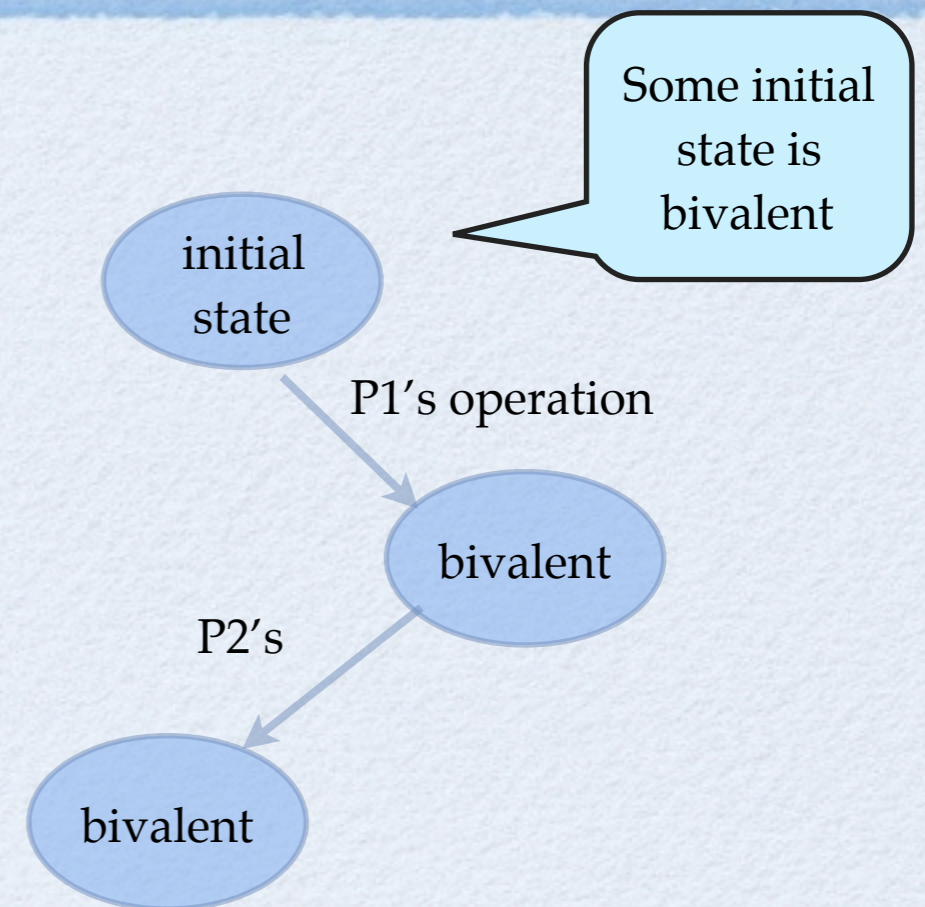 Some initial
state is
bivalent
initial
state
P1’s operation
bivalent
P2’s
bivalent